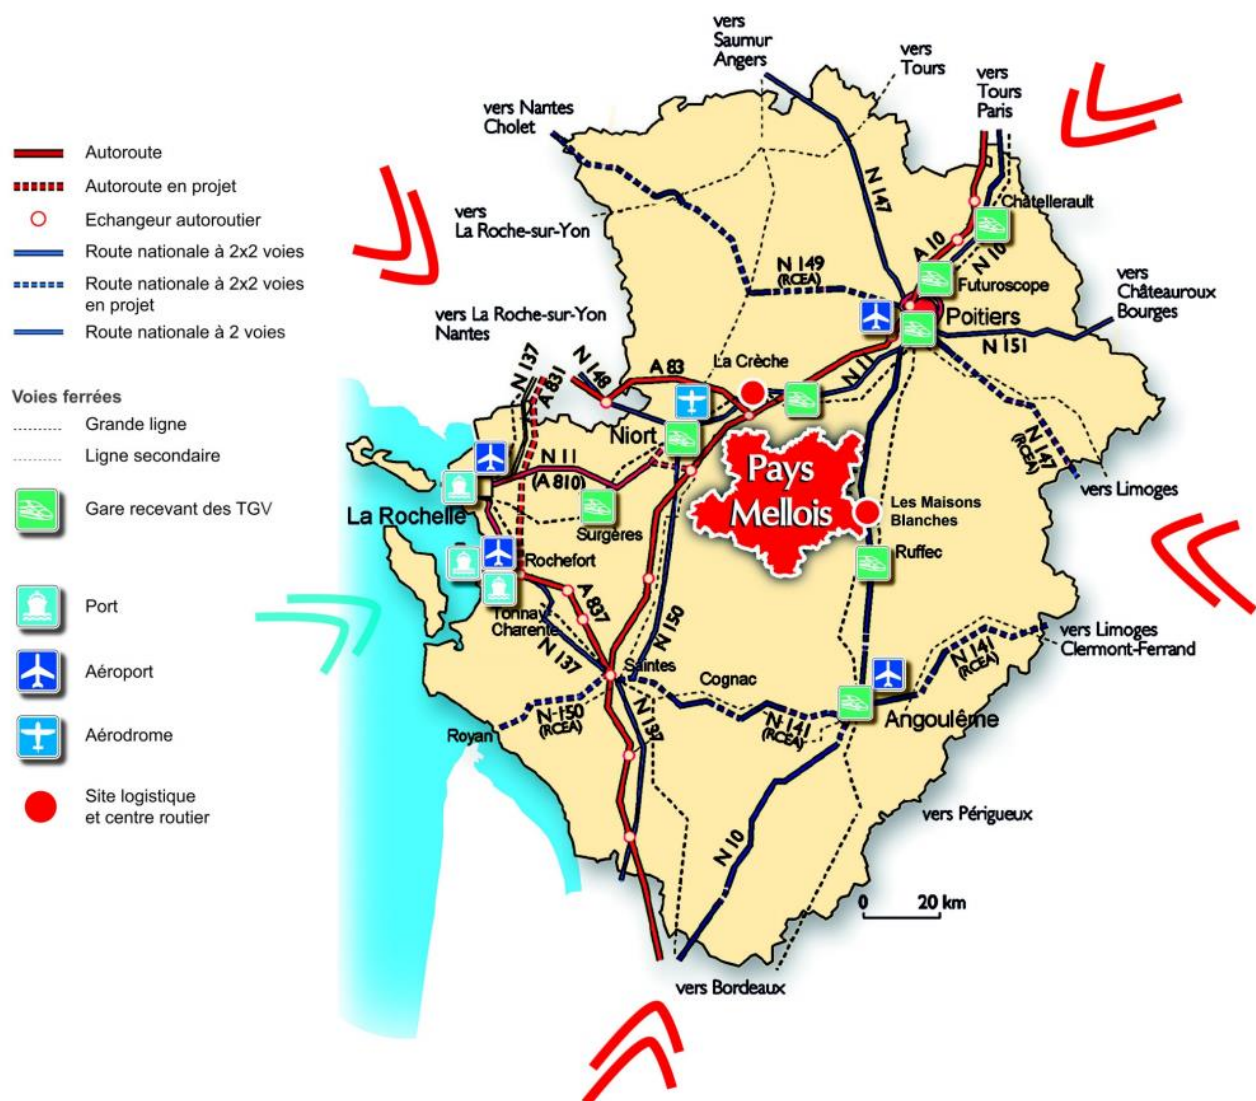 Autoroute
Autoroute en projet
Echangeur autoroutier
Route nationale à 2x2 voies
Route nationale à 2x2 voies
en projet
Route nationale à 2 voies
Voies ferrées
Grande ligne
Ligne secondaire
Gare recevant des TGV
Port
Aéroport
Aérodrome
Site logistique
et centre routier
vers
Saumur
Angers
vers
Tours
vers
Tours
Paris
vers Nantes
Cholet
vers
La Roche-sur-Yon
N 147
Châtellerault
A 10
N 10
N 149
(RCEA)
Futuroscope
vers
Châteauroux
Bourges
vers La Roche-sur-Yon
Nantes
Poitiers
N 151
N 137
A 831
N 148
A 83
La Crèche
N 11
Niort
N 147
(RCEA)
vers Limoges
Pays
Mellois
N 11
(A 810)
La Rochelle
Surgères
Les Maisons
Blanches
Ruffec
Rochefort
Tonnay-
Charente
A 837
N 137
N 150
Saintes
Cognac
vers Limoges
Clermont-Ferrand
N 141
(RCEA)
N 150
(RCEA)
Royan
N 137
N 141
(RCEA)
Angoulême
N 10
vers Périgueux
0 20 km
vers Bordeaux